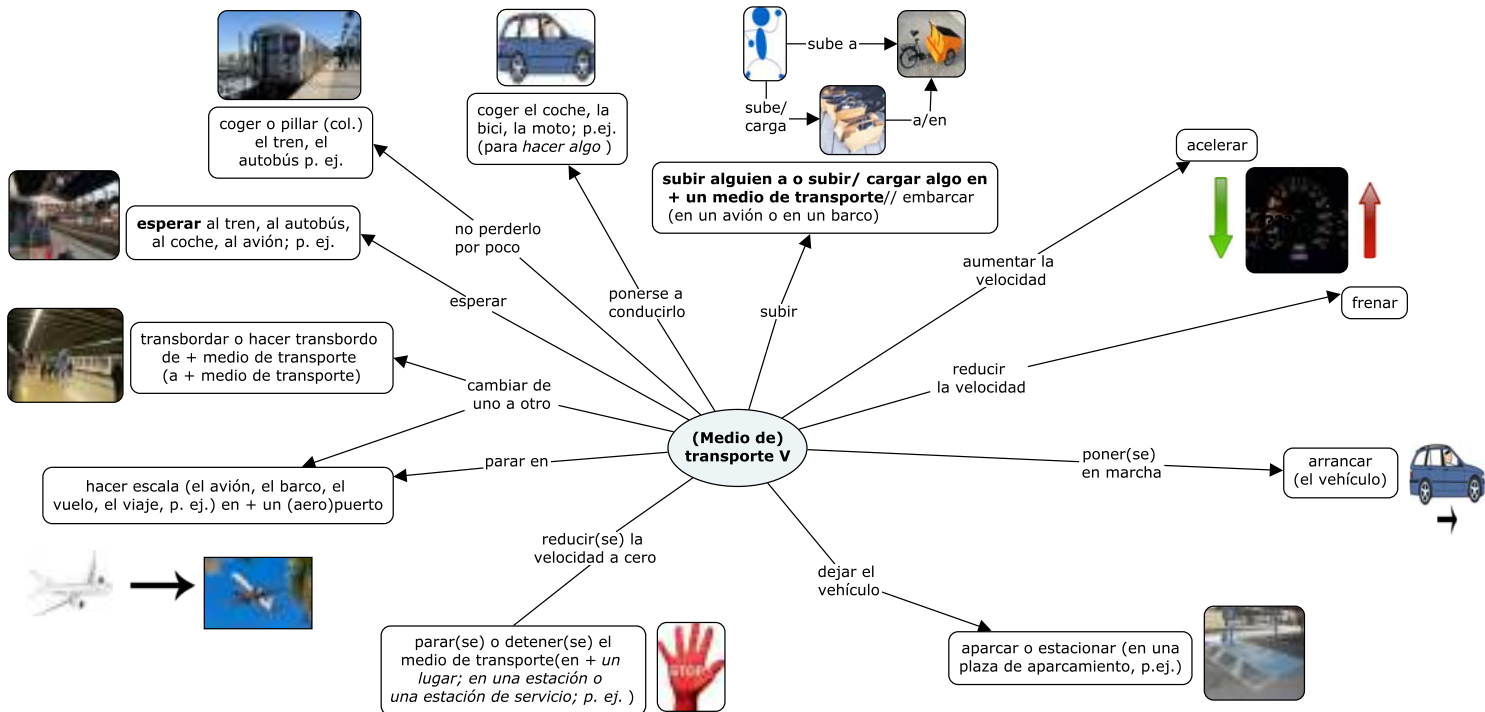 sube a
sube/
carga
a/en
coger o pillar (col.)
el tren, el
autobús p. ej.
coger el coche, la
bici, la moto; p.ej.
(para hacer algo )
acelerar
subir alguien a o subir/ cargar algo en
+ un medio de transporte// embarcar
(en un avión o en un barco)
esperar al tren, al autobús,
al coche, al avión; p. ej.
no perderlo
por poco
aumentar la
velocidad
esperar
ponerse a
conducirlo
subir
frenar
transbordar o hacer transbordo
de + medio de transporte
(a + medio de transporte)
cambiar de
uno a otro
reducir
la velocidad
(Medio de)
transporte V
parar en
poner(se)
en marcha
arrancar
(el vehículo)
hacer escala (el avión, el barco, el
vuelo, el viaje, p. ej.) en + un (aero)puerto
reducir(se) la
velocidad a cero
dejar el
vehículo
parar(se) o detener(se) el
medio de transporte(en + un
lugar; en una estación o
una estación de servicio; p. ej. )
STOP
aparcar o estacionar (en una
plaza de aparcamiento, p.ej.)